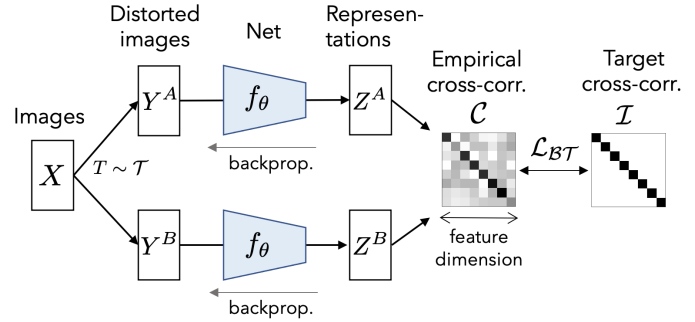 Distorted
images
Net
Represen-
tations
Images
Empirical
cross-corr.
Target
cross-corr.
X
T ~ 𝒯
Y^A
f_θ
Z^A
backprop.
𝒞
ℒ_ℬ𝒯
ℐ
Y^B
f_θ
Z^B
backprop.
feature
dimension